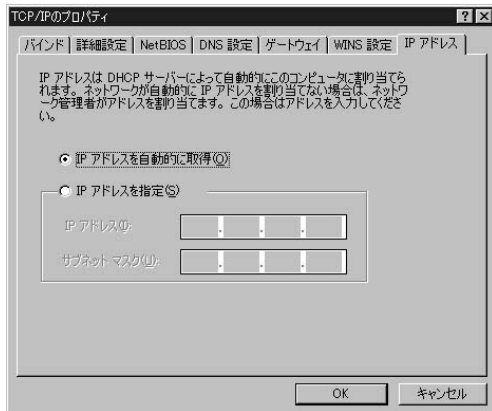 TCP/IPのプロパティ
バインド 詳細設定 NetBIOS DNS 設定 ゲートウェイ WINS 設定 IP アドレス
IP アドレスは DHCP サーバーによって自動的にこのコンピュータに割り当てら
れます。ネットワークが自動的に IP アドレスを割り当てない場合は、ネットワ
ーク管理者がアドレスを割り当てます。この場合はアドレスを入力してくださ
い。
IP アドレスを自動的に取得(O)
IP アドレスを指定(S)
IP アドレス(I):
サブネット マスク(U):
OK キャンセル